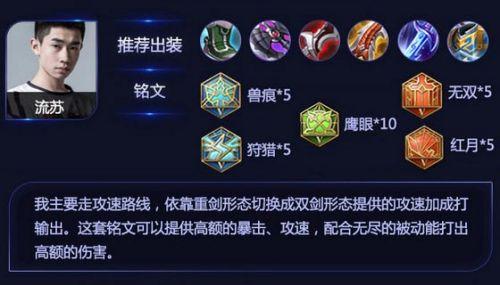 推荐出装
流苏
铭文
兽痕*5
无双*5
鹰眼*10
狩猎*5
红月*5
我主要走攻速路线，依靠重剑形态切换成双剑形态提供的攻速加成打
输出。这套铭文可以提供高额的暴击、攻速，配合无尽的被动能打出
高额的伤害。